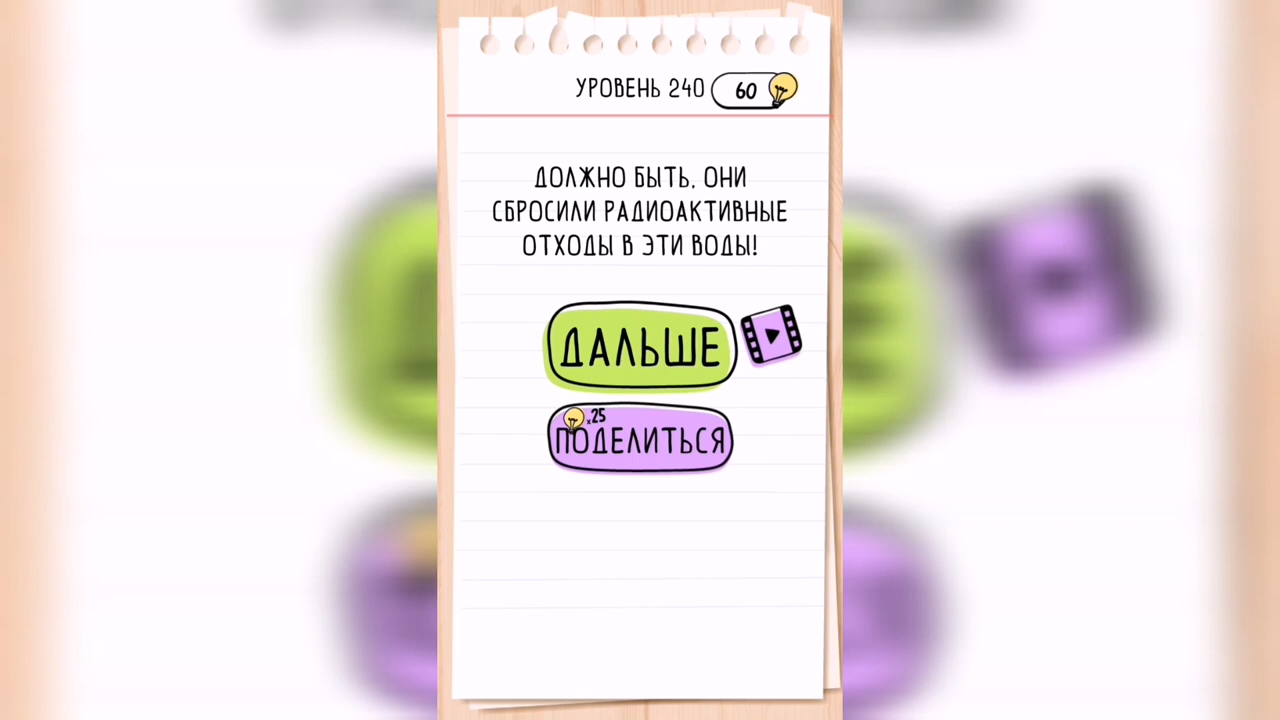 УРОВЕНЬ 240 60
ДОЛЖНО БЫТЬ, ОНИ
СБРОСИЛИ РАДИОАКТИВНЫЕ
ОТХОДЫ В ЭТИ ВОДЫ!
ДАЛЬШЕ
x25
ПОДЕЛИТЬСЯ